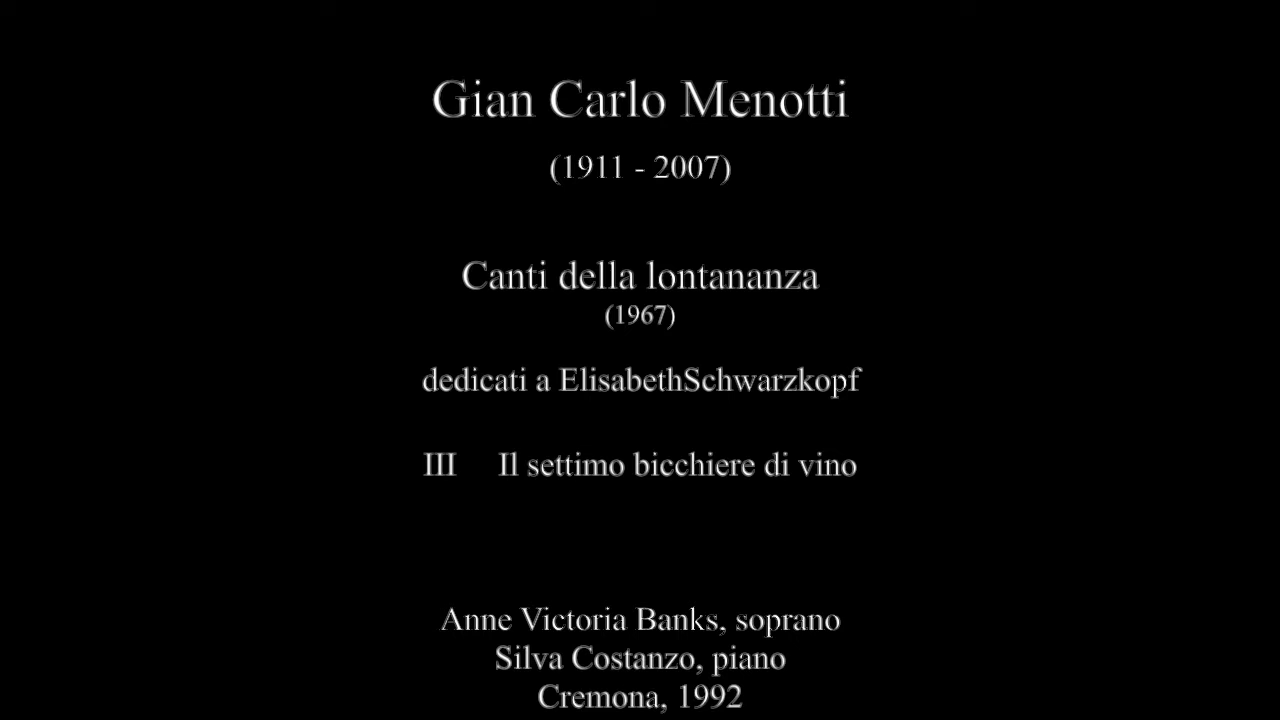 Gian Carlo Menotti
(1911 - 2007)
Canti della lontananza
(1967)
dedicati a ElisabethSchwarzkopf
III Il settimo bicchiere di vino
Anne Victoria Banks, soprano
Silva Costanzo, piano
Cremona, 1992